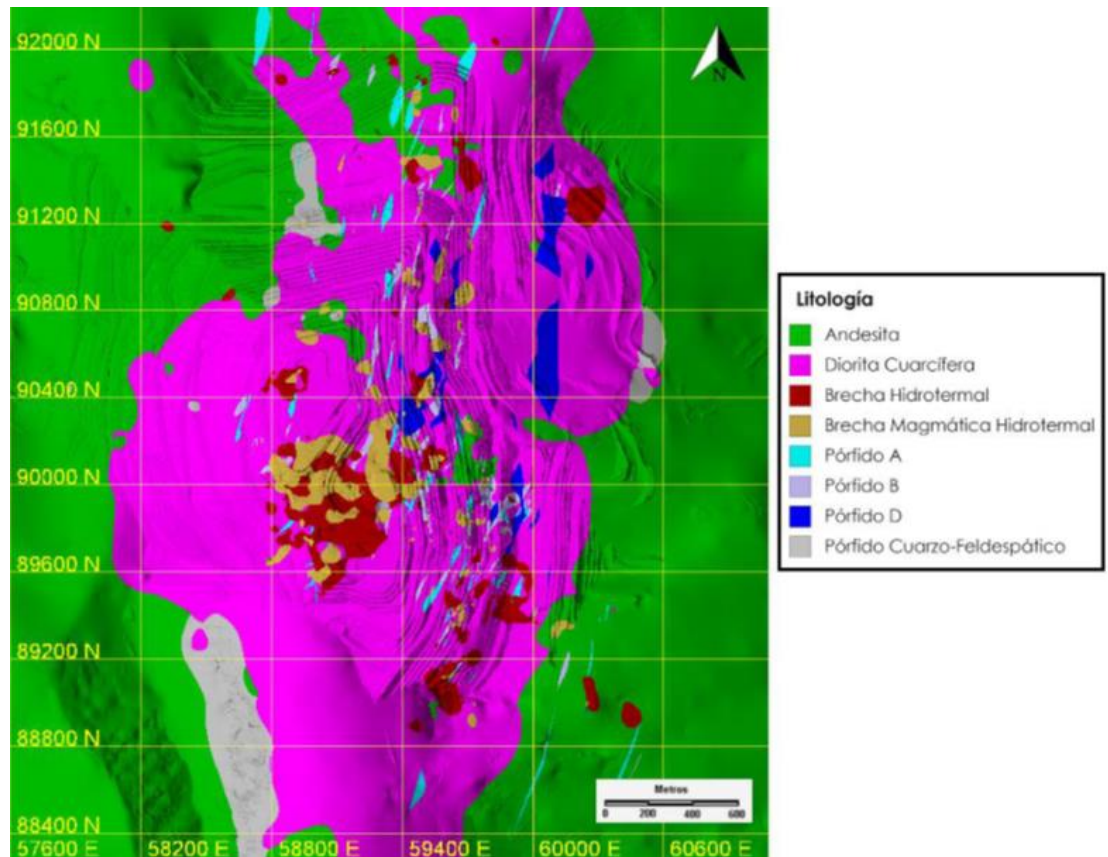 92000 N
N
91600 N
91200 N
90800 N
90400 N
90000 N
89600 N
89200 N
88800 N
88400 N
57600 E 58200 E 58800 E 59400 E 60000 E 60600 E
Metros
0 200 400 600
Litología
Andesita
Diorita Cuarcífera
Brecha Hidrotermal
Brecha Magmática Hidrotermal
Pórfido A
Pórfido B
Pórfido D
Pórfido Cuarzo-Feldespático